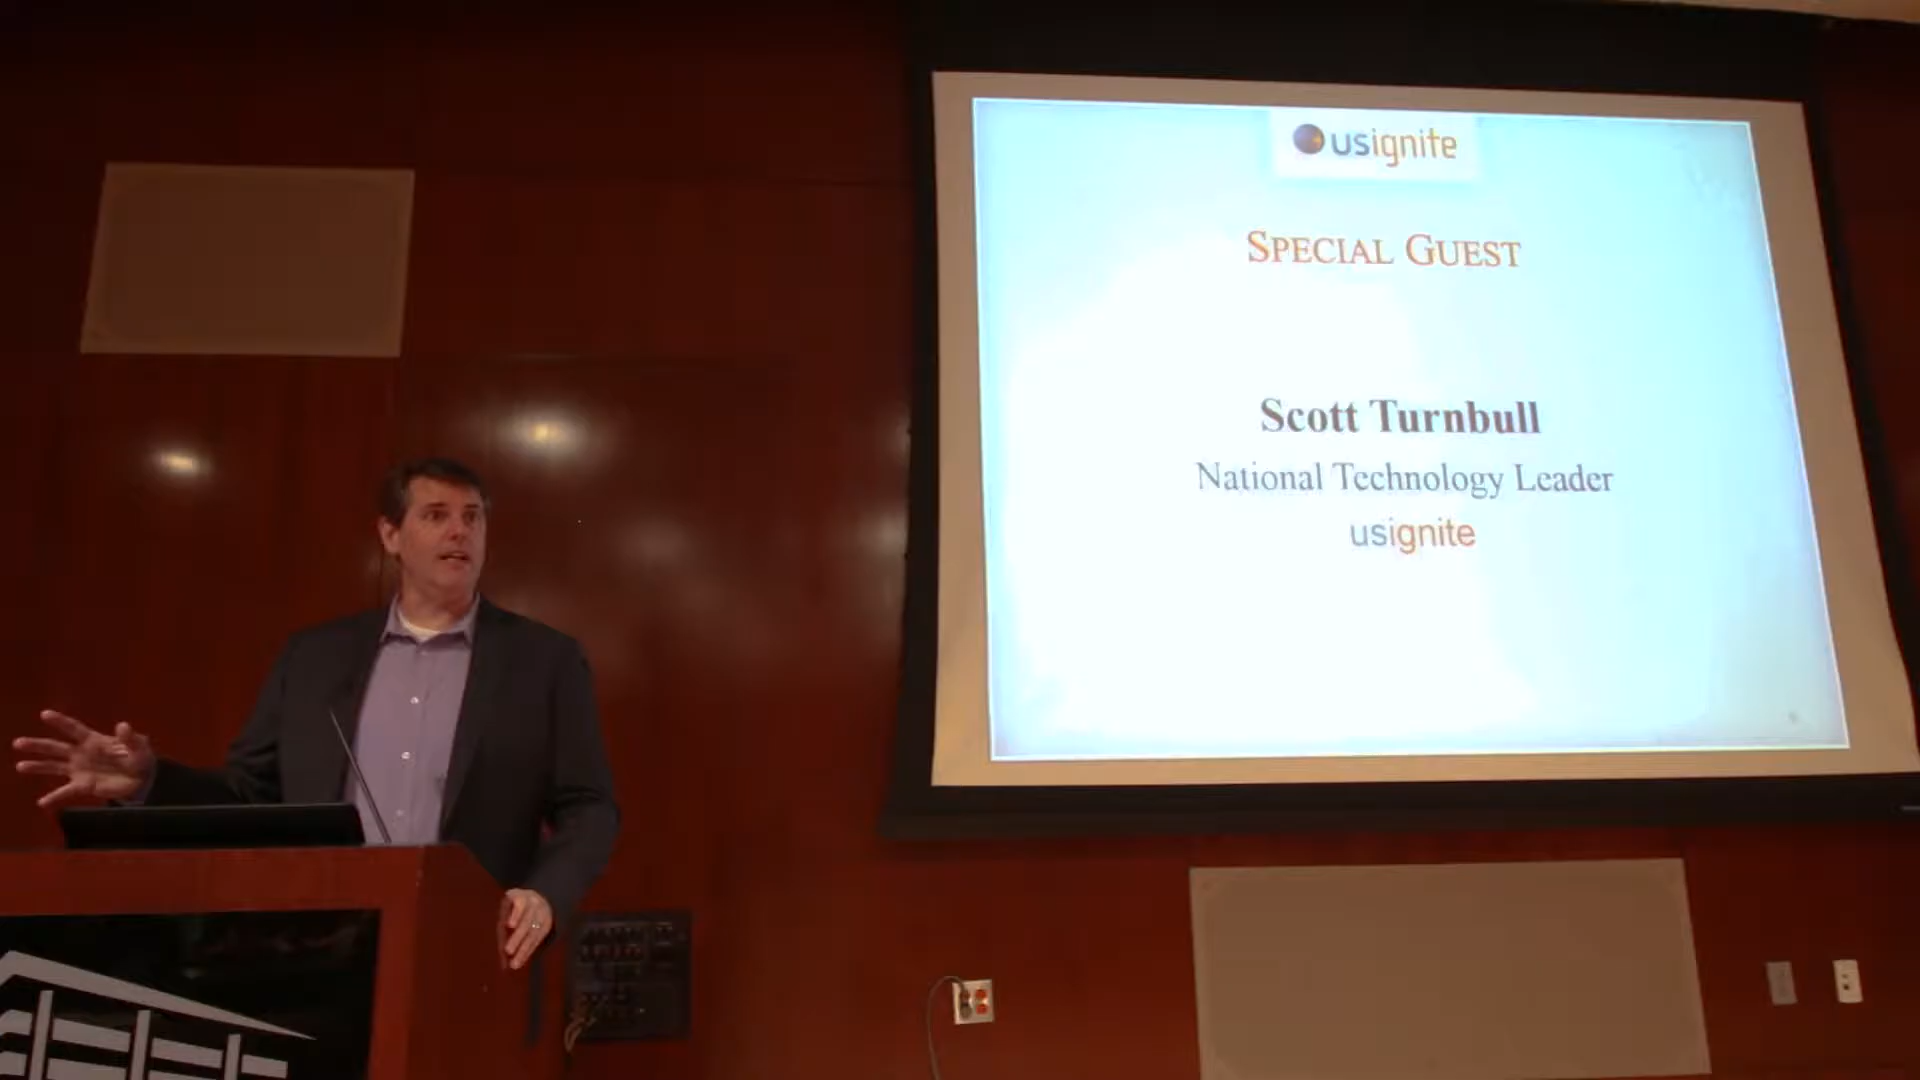 usignite
SPECIAL GUEST
Scott Turnbull
National Technology Leader
usignite